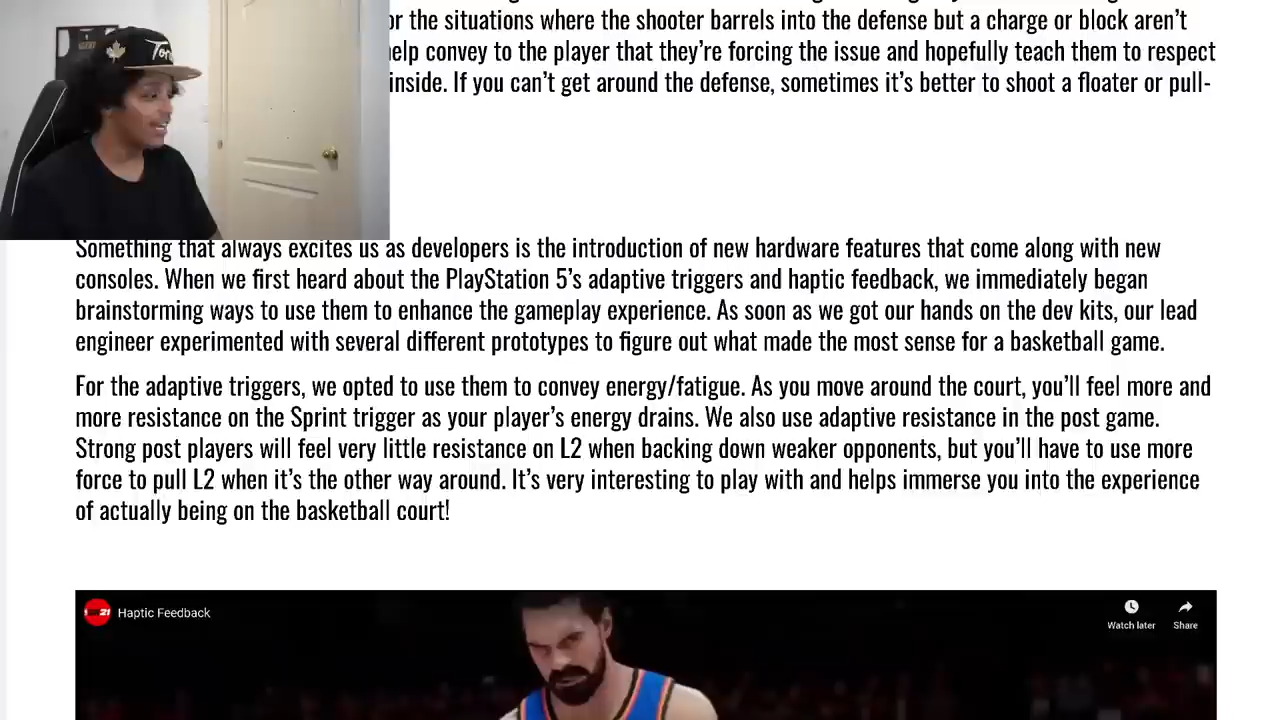 or the situations where the shooter barrels into the defense but a charge or block aren't
elp convey to the player that they're forcing the issue and hopefully teach them to respect
inside. If you can't get around the defense, sometimes it's better to shoot a floater or pull-
Something that always excites us as developers is the introduction of new hardware features that come along with new
consoles. When we first heard about the PlayStation 5's adaptive triggers and haptic feedback, we immediately began
brainstorming ways to use them to enhance the gameplay experience. As soon as we got our hands on the dev kits, our lead
engineer experimented with several different prototypes to figure out what made the most sense for a basketball game.
For the adaptive triggers, we opted to use them to convey energy/fatigue. As you move around the court, you'll feel more and
more resistance on the Sprint trigger as your player's energy drains. We also use adaptive resistance in the post game.
Strong post players will feel very little resistance on L2 when backing down weaker opponents, but you'll have to use more
force to pull L2 when it's the other way around. It's very interesting to play with and helps immerse you into the experience
of actually being on the basketball court!
Haptic Feedback
Watch later
Share